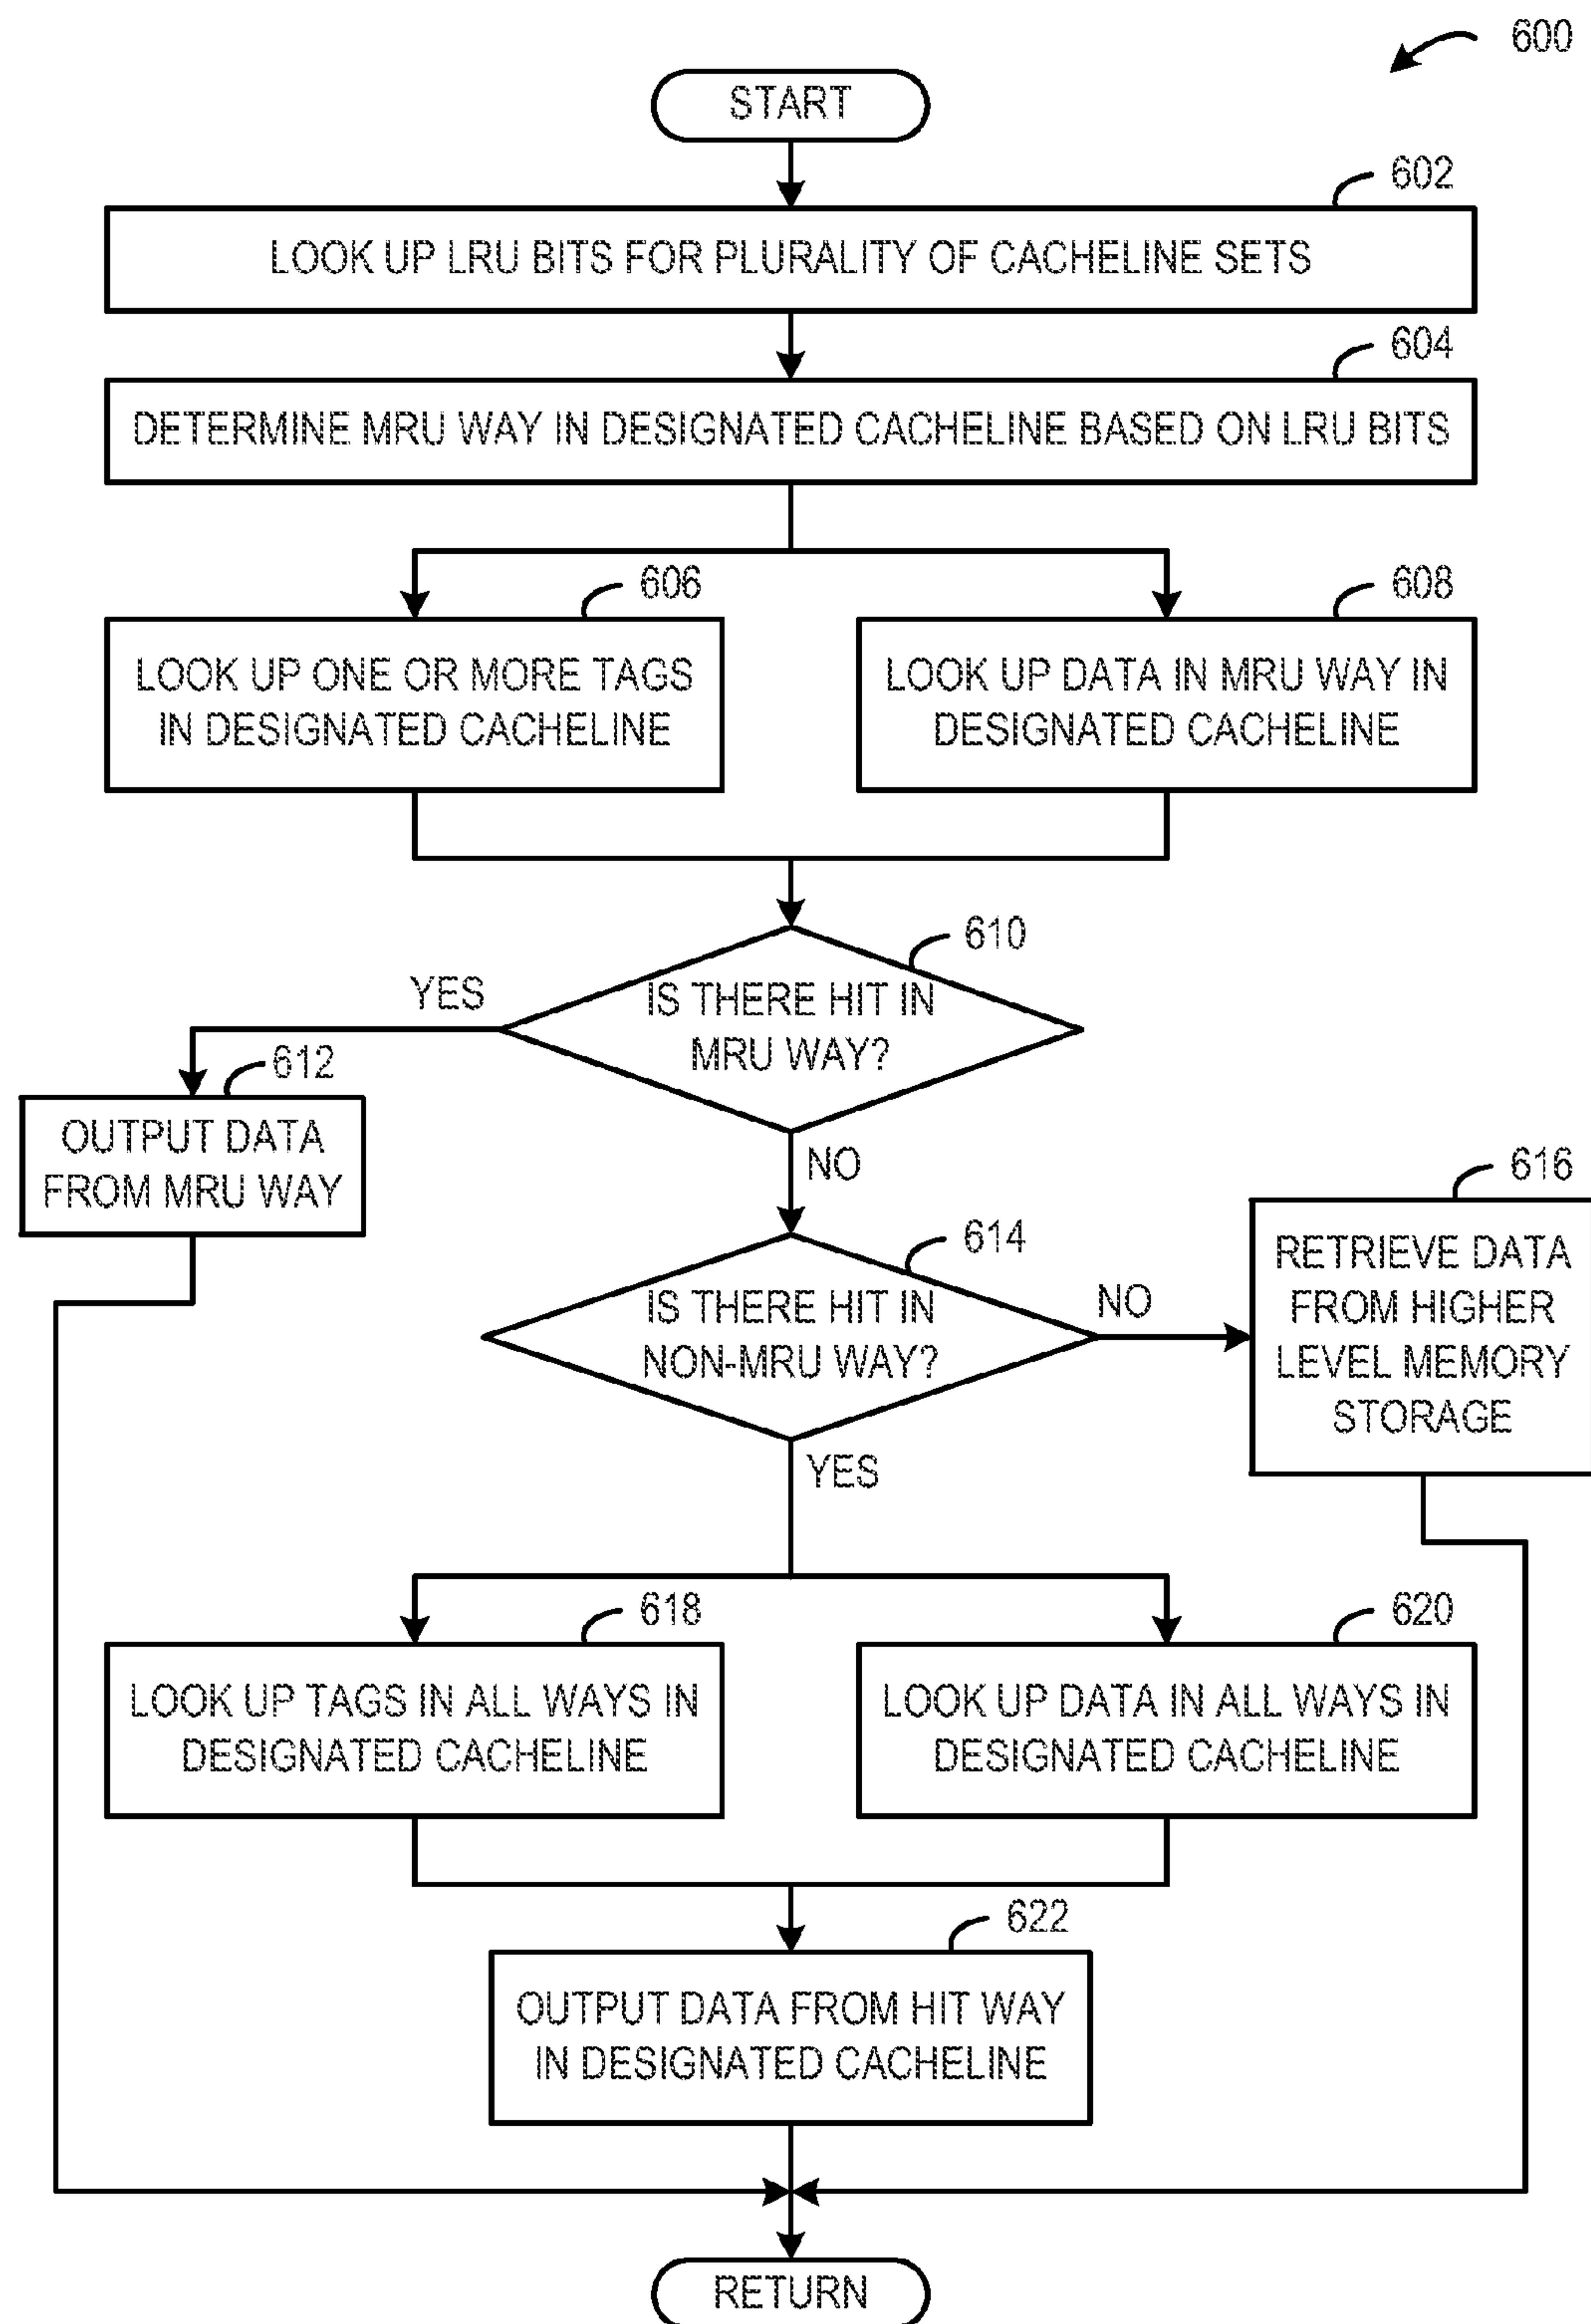 600
START
602
LOOK UP LRU BITS FOR PLURALITY OF CACHELINE SETS
604
DETERMINE MRU WAY IN DESIGNATED CACHELINE BASED ON LRU BITS
606
LOOK UP ONE OR MORE TAGS
IN DESIGNATED CACHELINE
608
LOOK UP DATA IN MRU WAY IN
DESIGNATED CACHELINE
610
IS THERE HIT IN
MRU WAY?
YES
612
OUTPUT DATA
FROM MRU WAY
NO
614
IS THERE HIT IN
NON-MRU WAY?
NO
616
RETRIEVE DATA
FROM HIGHER
LEVEL MEMORY
STORAGE
YES
618
LOOK UP TAGS IN ALL WAYS IN
DESIGNATED CACHELINE
620
LOOK UP DATA IN ALL WAYS IN
DESIGNATED CACHELINE
622
OUTPUT DATA FROM HIT WAY
IN DESIGNATED CACHELINE
RETURN